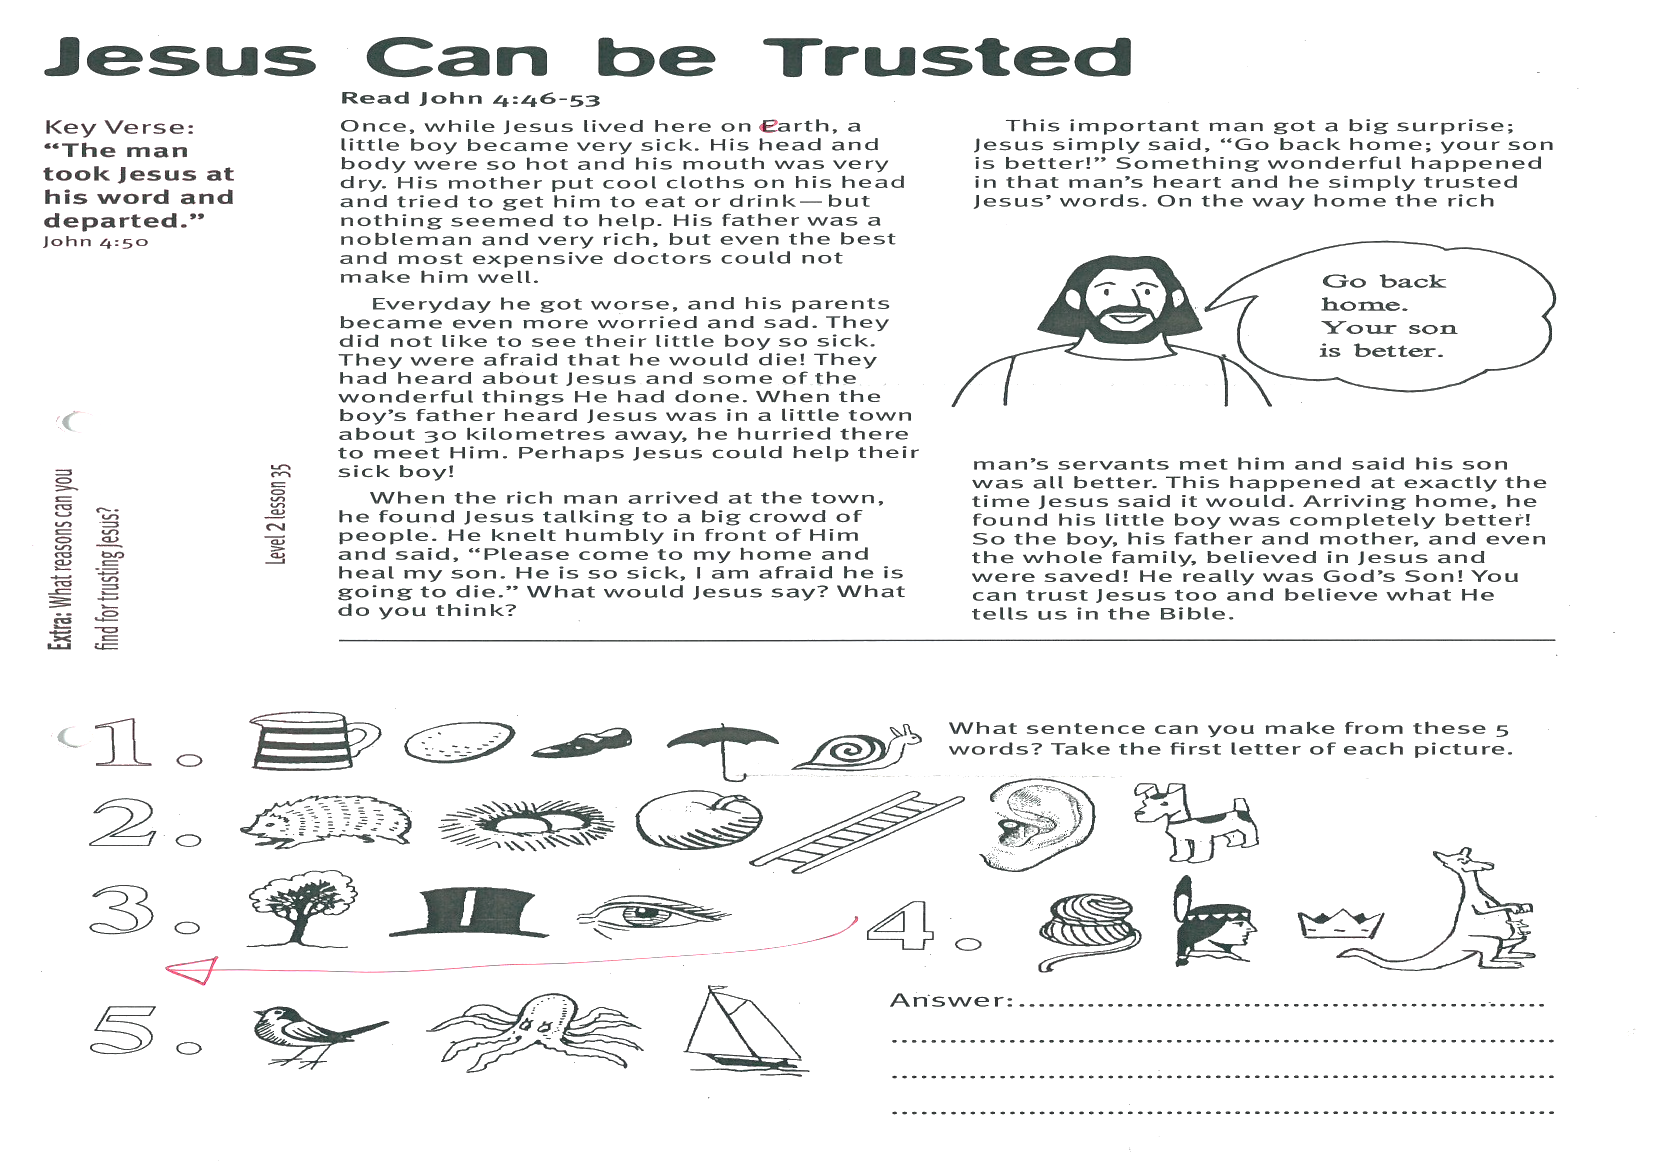 Jesus Can be Trusted
Key Verse:
“The man
took Jesus at
his word and
departed.”
John 4:50
Extra: What reasons can you
find for trusting Jesus?
Level 2 lesson 35
Read John 4:46-53
Once, while Jesus lived here on Earth, a
little boy became very sick. His head and
body were so hot and his mouth was very
dry. His mother put cool cloths on his head
and tried to get him to eat or drink—but
nothing seemed to help. His father was a
nobleman and very rich, but even the best
and most expensive doctors could not
make him well.
Everyday he got worse, and his parents
became even more worried and sad. They
did not like to see their little boy so sick.
They were afraid that he would die! They
had heard about Jesus and some of the
wonderful things He had done. When the
boy’s father heard Jesus was in a little town
about 30 kilometres away, he hurried there
to meet Him. Perhaps Jesus could help their
sick boy!
When the rich man arrived at the town,
he found Jesus talking to a big crowd of
people. He knelt humbly in front of Him
and said, “Please come to my home and
heal my son. He is so sick, I am afraid he is
going to die.” What would Jesus say? What
do you think?
This important man got a big surprise;
Jesus simply said, “Go back home; your son
is better!” Something wonderful happened
in that man’s heart and he simply trusted
Jesus’ words. On the way home the rich
Go back
home.
Your son
is better.
man’s servants met him and said his son
was all better. This happened at exactly the
time Jesus said it would. Arriving home, he
found his little boy was completely better!
So the boy, his father and mother, and even
the whole family, believed in Jesus and
were saved! He really was God’s Son! You
can trust Jesus too and believe what He
tells us in the Bible.
1.
What sentence can you make from these 5
words? Take the first letter of each picture.
2.
3.
4.
5.
Answer: